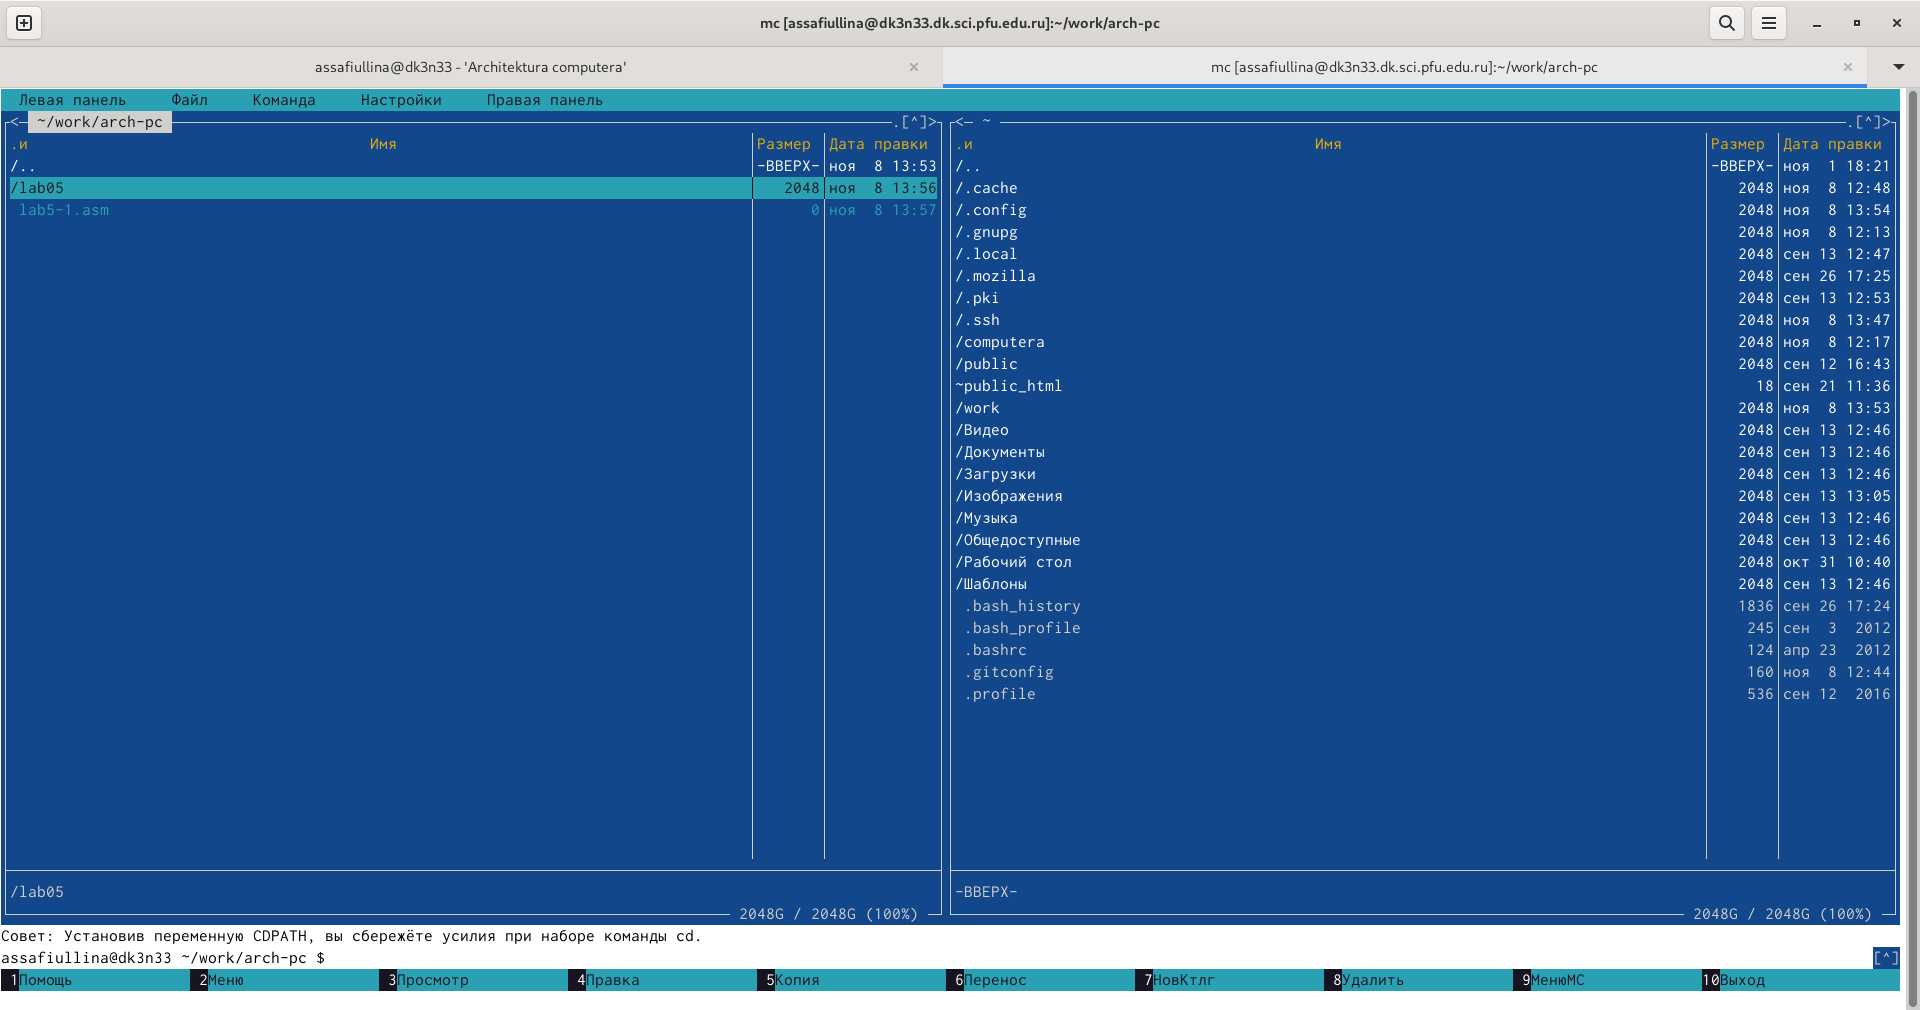 mc [assafiullina@dk3n33.dk.sci.pfu.edu.ru]:~/work/arch-pc
assafiullina@dk3n33 - 'Architektura computera' mc [assafiullina@dk3n33.dk.sci.pfu.edu.ru]:~/work/arch-pc
Левая панель Файл Команда Настройки Правая панель
<- ~/work/arch-pc .[^]>
.и Имя Размер Дата правки
/.. -ВВЕРХ- ноя 8 13:53
/lab05 2048 ноя 8 13:56
lab5-1.asm 0 ноя 8 13:57
/lab05
2048G / 2048G (100%)
<- ~ .[^]>
.и Имя Размер Дата правки
/.. -ВВЕРХ- ноя 1 18:21
/.cache 2048 ноя 8 12:48
/.config 2048 ноя 8 13:54
/.gnupg 2048 ноя 8 12:13
/.local 2048 сен 13 12:47
/.mozilla 2048 сен 26 17:25
/.pki 2048 сен 13 12:53
/.ssh 2048 ноя 8 13:47
/computera 2048 ноя 8 12:17
/public 2048 сен 12 16:43
~public_html 18 сен 21 11:36
/work 2048 ноя 8 13:53
/Видео 2048 сен 13 12:46
/Документы 2048 сен 13 12:46
/Загрузки 2048 сен 13 12:46
/Изображения 2048 сен 13 13:05
/Музыка 2048 сен 13 12:46
/Общедоступные 2048 сен 13 12:46
/Рабочий стол 2048 окт 31 10:40
/Шаблоны 2048 сен 13 12:46
.bash_history 1836 сен 26 17:24
.bash_profile 245 сен 3 2012
.bashrc 124 апр 23 2012
.gitconfig 160 ноя 8 12:44
.profile 536 сен 12 2016
-ВВЕРХ-
2048G / 2048G (100%)
Совет: Установив переменную CDPATH, вы сбережёте усилия при наборе команды cd.
assafiullina@dk3n33 ~/work/arch-pc $ [^]
1Помощь 2Меню 3Просмотр 4Правка 5Копия 6Перенос 7НовКтлг 8Удалить 9МенюMC 10Выход